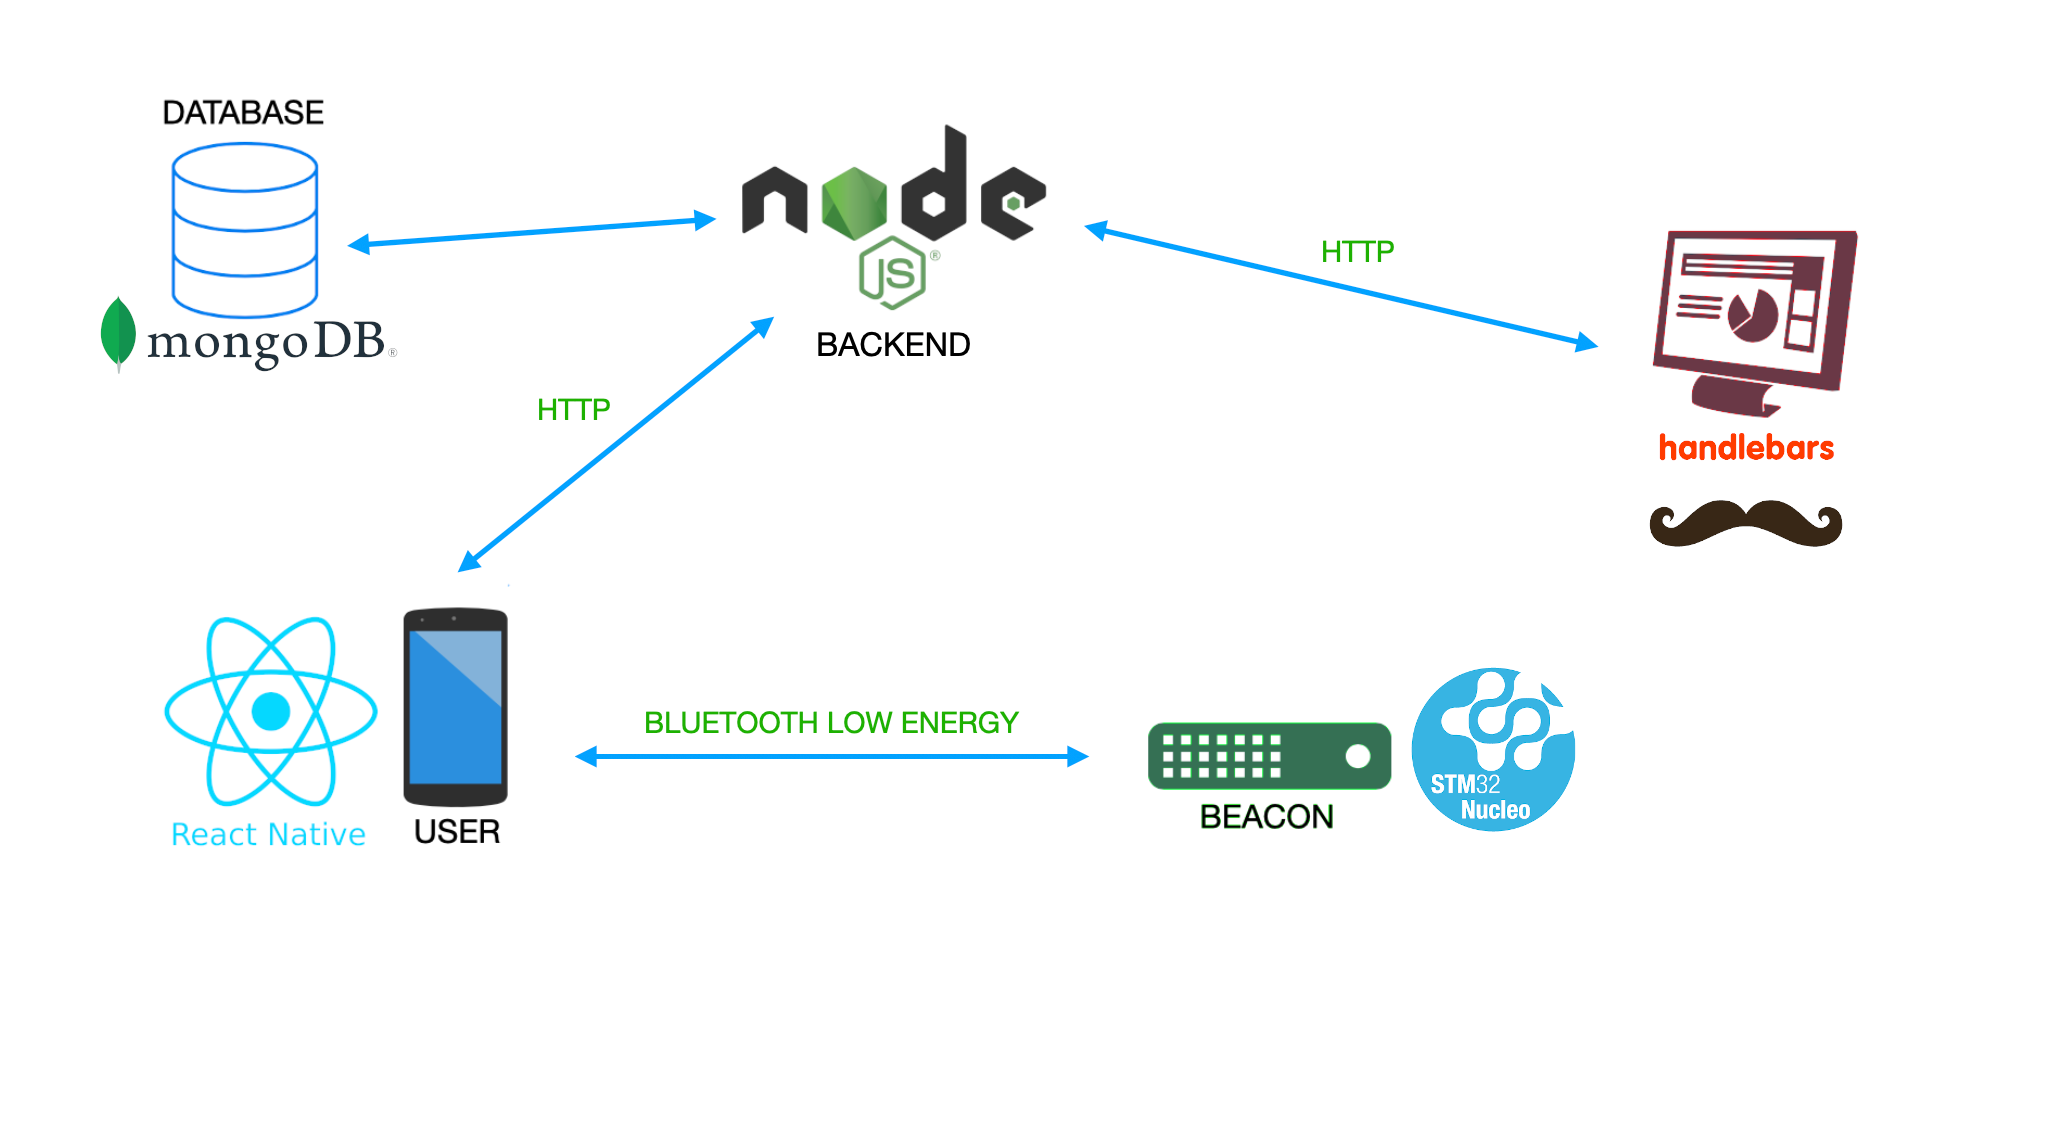 DATABASE
mongoDB®
node
JS®
BACKEND
HTTP
HTTP
handlebars
React Native
USER
BLUETOOTH LOW ENERGY
BEACON
STM32
Nucleo